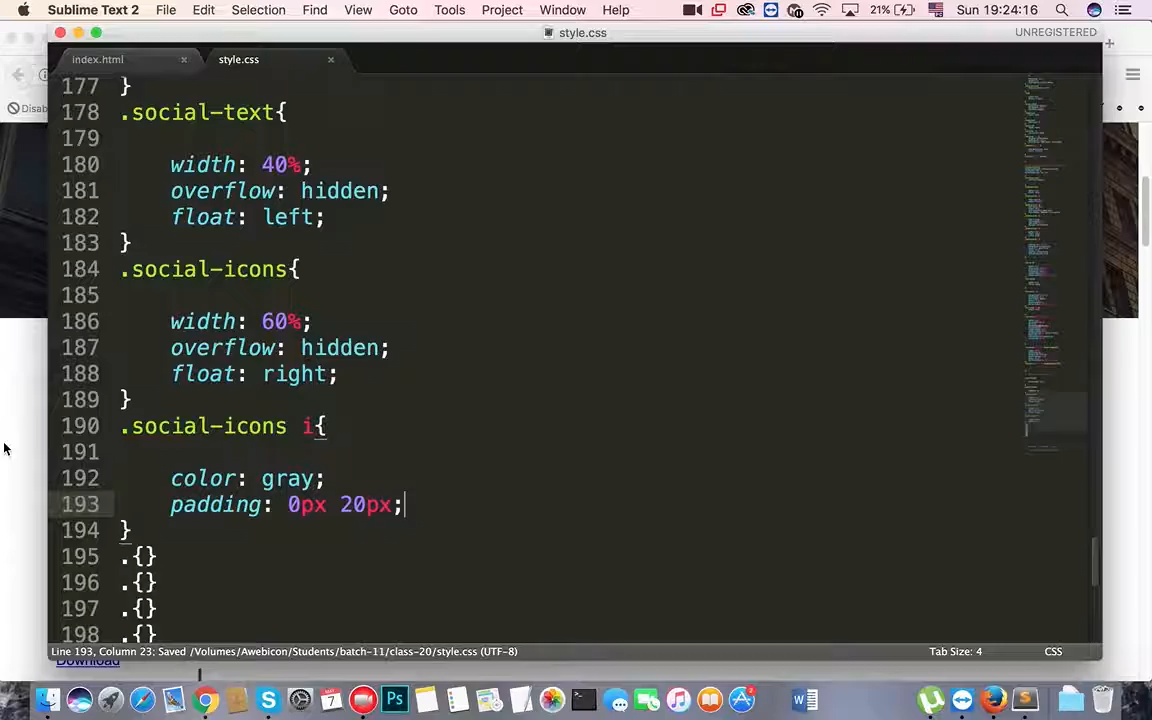 Sublime Text 2 File Edit Selection Find View Goto Tools Project Window Help 21% Sun 19:24:16
style.css UNREGISTERED
index.html × style.css ×
Disab
177 }
178 .social-text{
179
180 width: 40%;
181 overflow: hidden;
182 float: left;
183 }
184 .social-icons{
185
186 width: 60%;
187 overflow: hidden;
188 float: right;
189 }
190 .social-icons i{
191
192 color: gray;
193 padding: 0px 20px;
194 }
195 .{}
196 .{}
197 .{}
198 .{}
Line 193, Column 23: Saved /Volumes/Awebicon/Students/batch-11/class-20/style.css (UTF-8) Tab Size: 4 CSS
Download
Ps